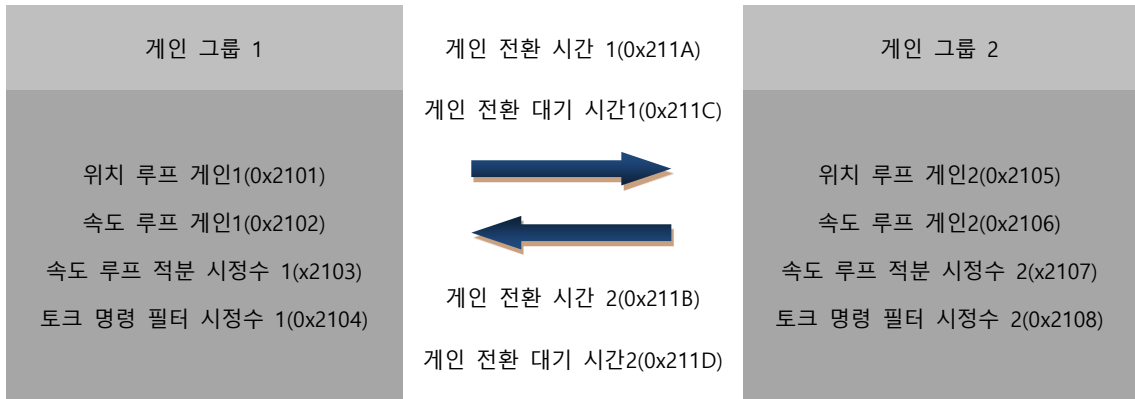 게인 그룹 1
위치 루프 게인1(0x2101)
속도 루프 게인1(0x2102)
속도 루프 적분 시정수 1(x2103)
토크 명령 필터 시정수 1(0x2104)
게인 전환 시간 1(0x211A)
게인 전환 대기 시간1(0x211C)
게인 전환 시간 2(0x211B)
게인 전환 대기 시간2(0x211D)
게인 그룹 2
위치 루프 게인2(0x2105)
속도 루프 게인2(0x2106)
속도 루프 적분 시정수 2(x2107)
토크 명령 필터 시정수 2(0x2108)